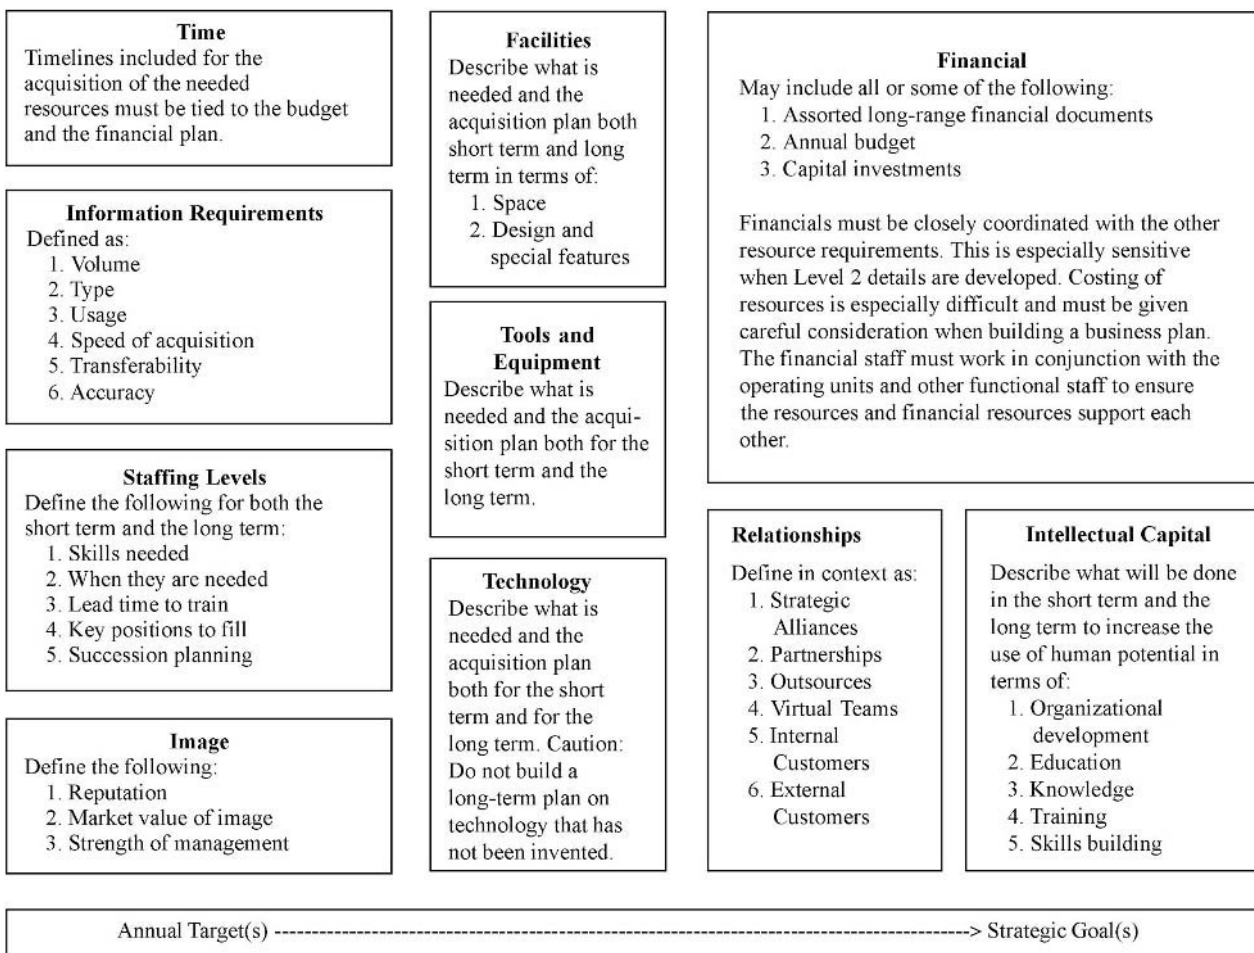 Time
Timelines included for the
acquisition of the needed
resources must be tied to the budget
and the financial plan.
Information Requirements
Defined as:
1. Volume
2. Type
3. Usage
4. Speed of acquisition
5. Transferability
6. Accuracy
Staffing Levels
Define the following for both the
short term and the long term:
1. Skills needed
2. When they are needed
3. Lead time to train
4. Key positions to fill
5. Succession planning
Image
Define the following:
1. Reputation
2. Market value of image
3. Strength of management
Facilities
Describe what is
needed and the
acquisition plan both
short term and long
term in terms of:
1. Space
2. Design and
special features
Tools and
Equipment
Describe what is
needed and the acqui-
sition plan both for the
short term and the
long term.
Technology
Describe what is
needed and the
acquisition plan
both for the short
term and for the
long term. Caution:
Do not build a
long-term plan on
technology that has
not been invented.
Financial
May include all or some of the following:
1. Assorted long-range financial documents
2. Annual budget
3. Capital investments
Financials must be closely coordinated with the other
resource requirements. This is especially sensitive
when Level 2 details are developed. Costing of
resources is especially difficult and must be given
careful consideration when building a business plan.
The financial staff must work in conjunction with the
operating units and other functional staff to ensure
the resources and financial resources support each
other.
Relationships
Define in context as:
1. Strategic
Alliances
2. Partnerships
3. Outsources
4. Virtual Teams
5. Internal
Customers
6. External
Customers
Intellectual Capital
Describe what will be done
in the short term and the
long term to increase the
use of human potential in
terms of:
1. Organizational
development
2. Education
3. Knowledge
4. Training
5. Skills building
Annual Target(s) ------------------------------------------------------------> Strategic Goal(s)